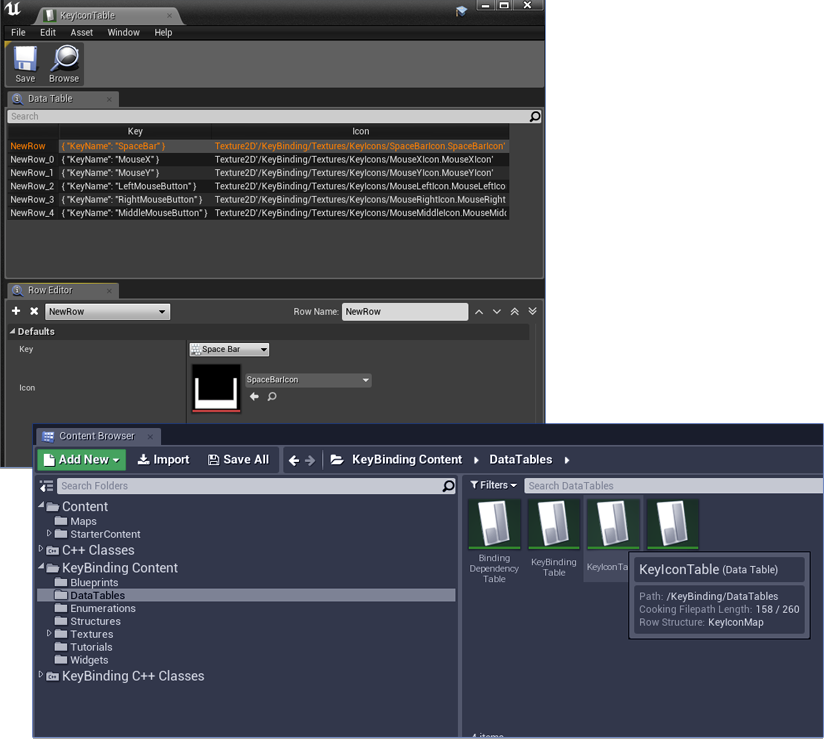 KeyIconTable
File Edit Asset Window Help
Save Browse
Data Table
Search
Key Icon
NewRow { "KeyName": "SpaceBar" } Texture2D'/KeyBinding/Textures/KeyIcons/SpaceBarIcon.SpaceBarIcon'
NewRow_0 { "KeyName": "MouseX" } Texture2D'/KeyBinding/Textures/KeyIcons/MouseXIcon.MouseXIcon'
NewRow_1 { "KeyName": "MouseY" } Texture2D'/KeyBinding/Textures/KeyIcons/MouseYIcon.MouseYIcon'
NewRow_2 { "KeyName": "LeftMouseButton" } Texture2D'/KeyBinding/Textures/KeyIcons/MouseLeftIcon.MouseLeftIco
NewRow_3 { "KeyName": "RightMouseButton" } Texture2D'/KeyBinding/Textures/KeyIcons/MouseRightIcon.MouseRight
NewRow_4 { "KeyName": "MiddleMouseButton" } Texture2D'/KeyBinding/Textures/KeyIcons/MouseMiddleIcon.MouseMidd
Row Editor
NewRow Row Name: NewRow
Defaults
Key Space Bar
Icon SpaceBarIcon
Content Browser
Add New Import Save All KeyBinding Content DataTables
Search Folders
Filters Search DataTables
Content
Maps
StarterContent
C++ Classes
KeyBinding Content
Blueprints
DataTables
Enumerations
Structures
Textures
Tutorials
Widgets
KeyBinding C++ Classes
Binding
Dependency
Table
KeyBinding
Table
KeyIconTa
KeyIconTable (Data Table)
Path: /KeyBinding/DataTables
Cooking Filepath Length: 158 / 260
Row Structure: KeyIconMap
4 items